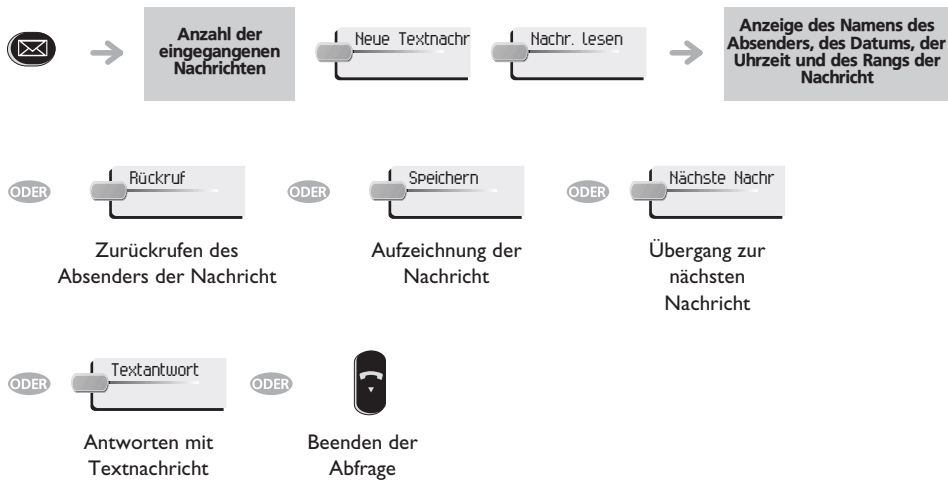 Anzahl der
eingegangenen
Nachrichten
Neue Textnachr
Nachr. lesen
Anzeige des Namens des
Absenders, des Datums, der
Uhrzeit und des Rangs der
Nachricht
ODER
Rückruf
Zurückrufen des
Absenders der Nachricht
ODER
Speichern
Aufzeichnung der
Nachricht
ODER
Nächste Nachr
Übergang zur
nächsten
Nachricht
ODER
Textantwort
Antworten mit
Textnachricht
ODER
Beenden der
Abfrage